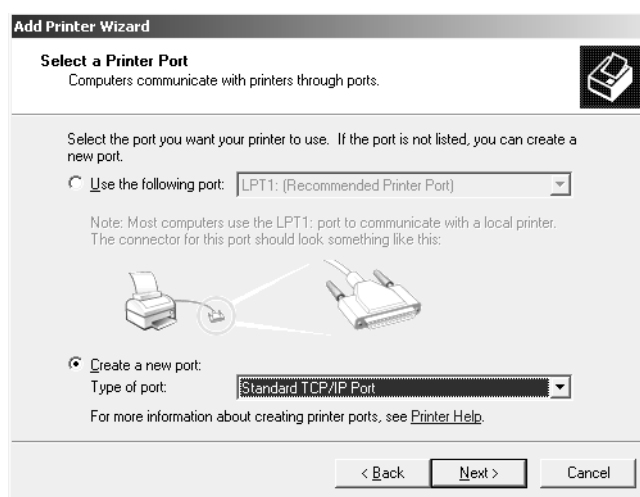 Add Printer Wizard
Select a Printer Port
Computers communicate with printers through ports.
Select the port you want your printer to use. If the port is not listed, you can create a
new port.
Use the following port: LPT1: (Recommended Printer Port)
Note: Most computers use the LPT1: port to communicate with a local printer.
The connector for this port should look something like this:
Create a new port:
Type of port: Standard TCP/IP Port
For more information about creating printer ports, see Printer Help.
< Back Next > Cancel